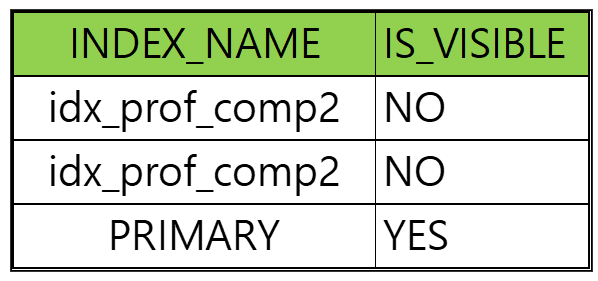 INDEX_NAME IS_VISIBLE
idx_prof_comp2 NO
idx_prof_comp2 NO
PRIMARY YES